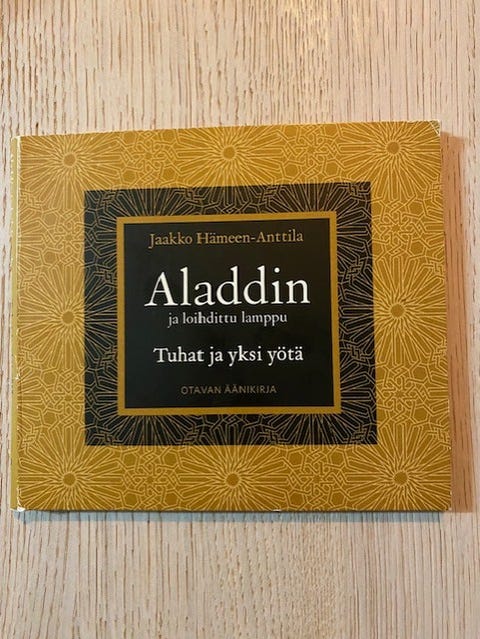 Jaakko Hämeen-Anttila
Aladdin
ja loihdittu lamppu
Tuhat ja yksi yötä
OTAVAN ÄÄNIKIRJA